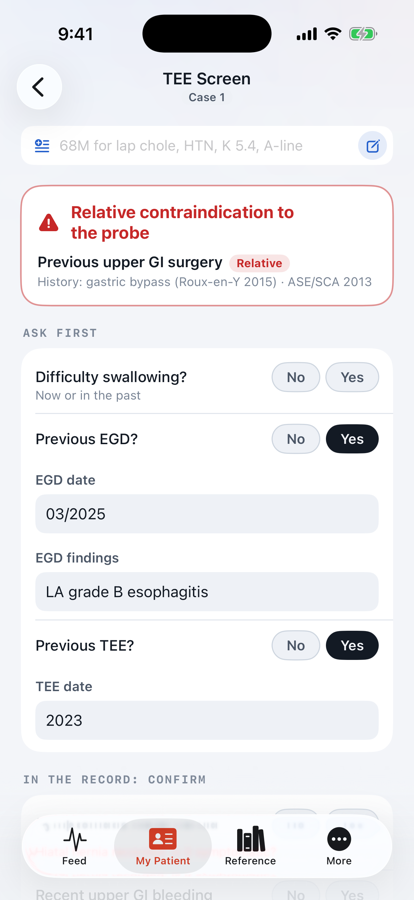 9:41
TEE Screen
Case 1
68M for lap chole, HTN, K 5.4, A-line
Relative contraindication to
the probe
Previous upper GI surgery Relative
History: gastric bypass (Roux-en-Y 2015) · ASE/SCA 2013
ASK FIRST
Difficulty swallowing? No Yes
Now or in the past
Previous EGD? No Yes
EGD date
03/2025
EGD findings
LA grade B esophagitis
Previous TEE? No Yes
TEE date
2023
IN THE RECORD: CONFIRM
Feed My Patient Reference More
Recent upper GI bleeding No Yes